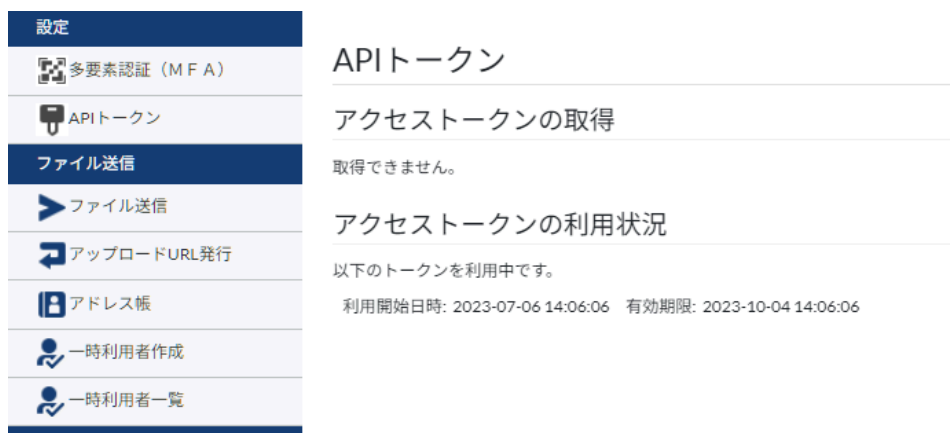 設定
多要素認証（ＭＦＡ）
APIトークン
ファイル送信
ファイル送信
アップロードURL発行
アドレス帳
一時利用者作成
一時利用者一覧
APIトークン
アクセストークンの取得
取得できません。
アクセストークンの利用状況
以下のトークンを利用中です。
利用開始日時: 2023-07-06 14:06:06 有効期限: 2023-10-04 14:06:06